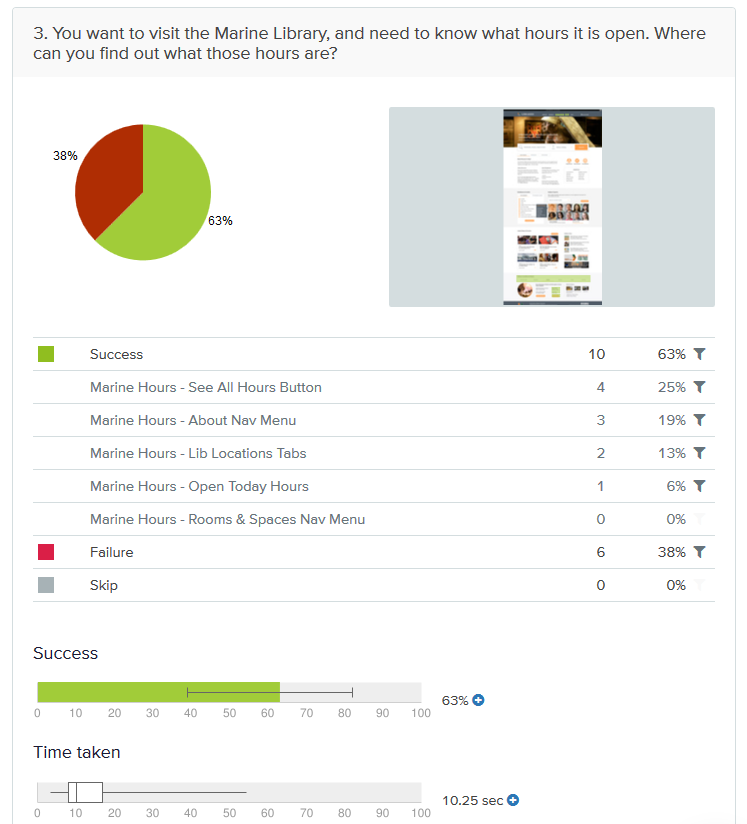 3. You want to visit the Marine Library, and need to know what hours it is open. Where
can you find out what those hours are?
38%
63%
Success 10 63%
Marine Hours - See All Hours Button 4 25%
Marine Hours - About Nav Menu 3 19%
Marine Hours - Lib Locations Tabs 2 13%
Marine Hours - Open Today Hours 1 6%
Marine Hours - Rooms & Spaces Nav Menu 0 0%
Failure 6 38%
Skip 0 0%
Success
63%
0 10 20 30 40 50 60 70 80 90 100
Time taken
10.25 sec
0 10 20 30 40 50 60 70 80 90 100